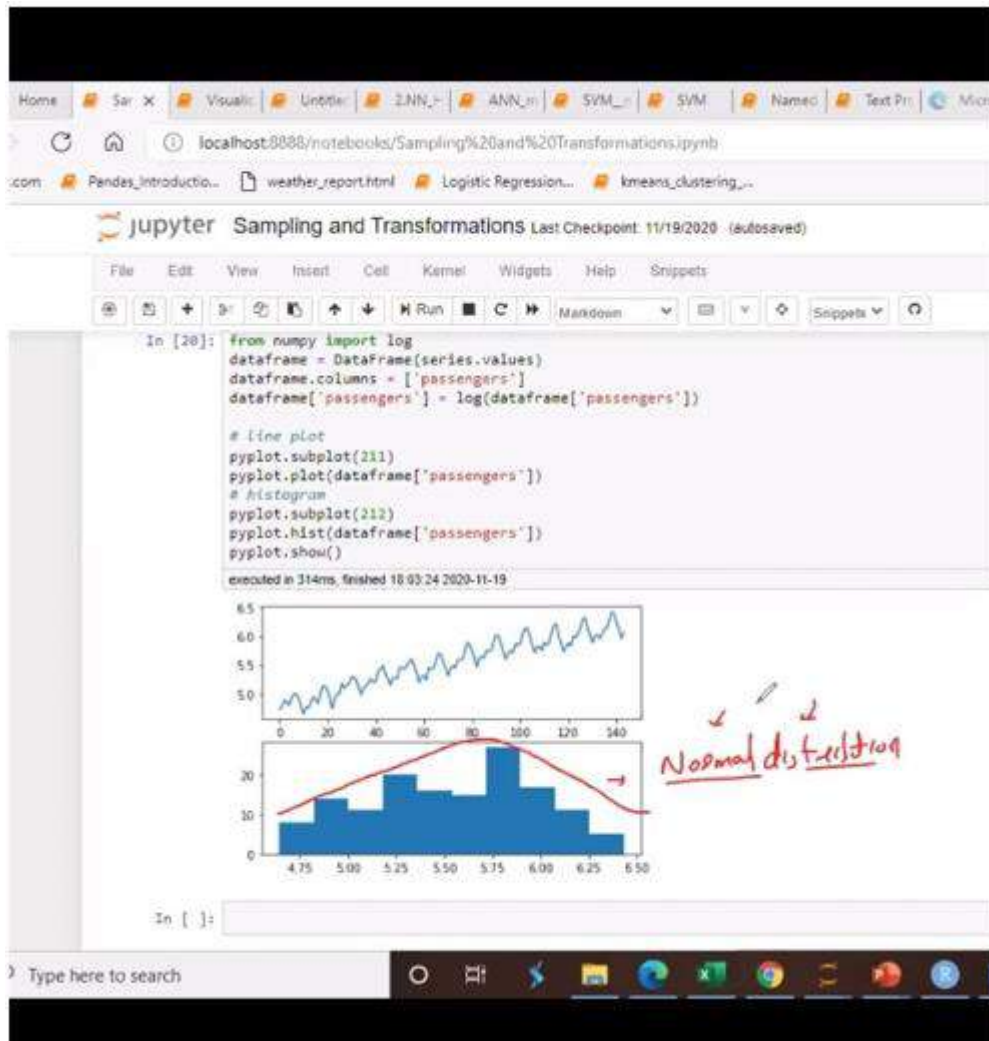 Home Sar Visuali Untitle 2.NN_ ANN_ SVM_ SVM Named Text Pr Micr
localhost:8888/notebooks/Sampling%20and%20Transformations.ipynb
.com Pandas_Introductio... weather_report.html Logistic Regression... kmeans_clustering_...
jupyter Sampling and Transformations Last Checkpoint: 11/19/2020 (autosaved)
File Edit View Insert Cell Kernel Widgets Help Snippets
Run Markdown Snippets
In [20]: from numpy import log
dataframe = DataFrame(series.values)
dataframe.columns = ['passengers']
dataframe['passengers'] = log(dataframe['passengers'])
# line plot
pyplot.subplot(211)
pyplot.plot(dataframe['passengers'])
# histogram
pyplot.subplot(212)
pyplot.hist(dataframe['passengers'])
pyplot.show()
executed in 314ms, finished 18:03:24 2020-11-19
6.5
6.0
5.5
5.0
0 20 40 60 80 100 120 140
Normal
20
10
0
4.75 5.00 5.25 5.50 5.75 6.00 6.25 6.50
In [ ]:
Type here to search